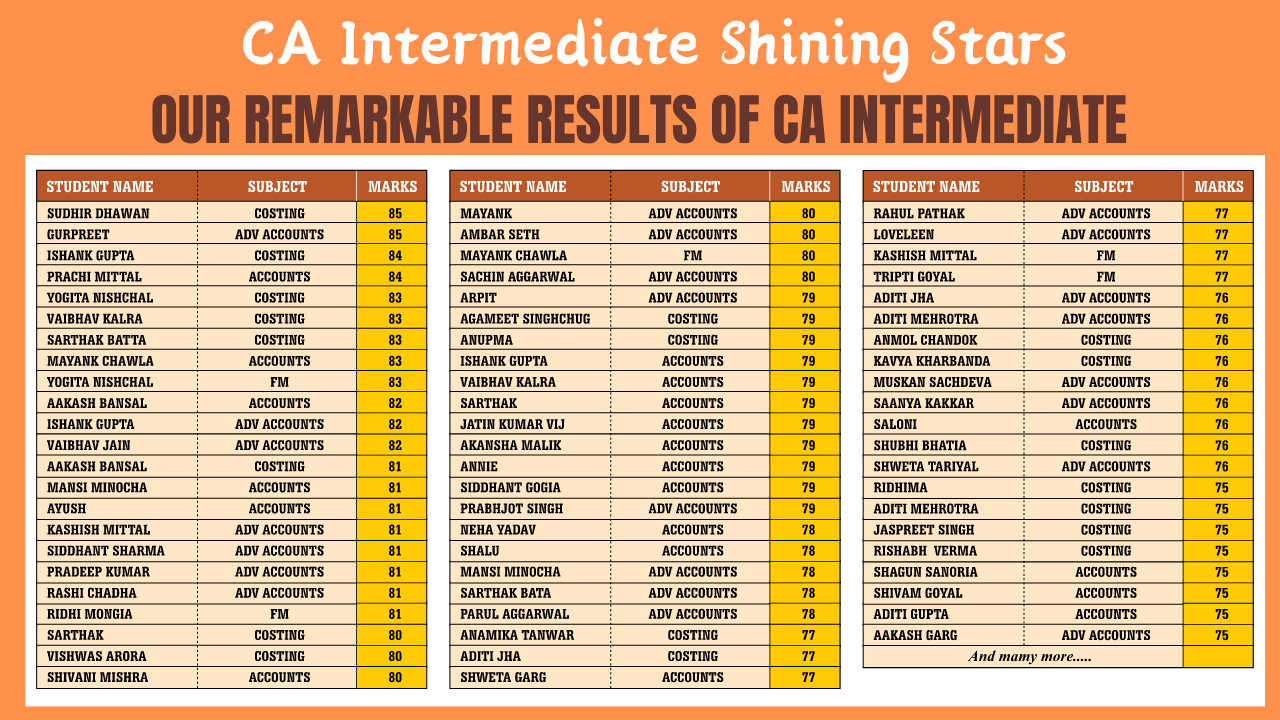 CA Intermediate Shining Stars
OUR REMARKABLE RESULTS OF CA INTERMEDIATE
STUDENT NAME SUBJECT MARKS
SUDHIR DHAWAN COSTING 85
GURPREET ADV ACCOUNTS 85
ISHANK GUPTA COSTING 84
PRACHI MITTAL ACCOUNTS 84
YOGITA NISHCHAL COSTING 83
VAIBHAV KALRA COSTING 83
SARTHAK BATTA COSTING 83
MAYANK CHAWLA ACCOUNTS 83
YOGITA NISHCHAL FM 83
AAKASH BANSAL ACCOUNTS 82
ISHANK GUPTA ADV ACCOUNTS 82
VAIBHAV JAIN ADV ACCOUNTS 82
AAKASH BANSAL COSTING 81
MANSI MINOCHA ACCOUNTS 81
AYUSH ACCOUNTS 81
KASHISH MITTAL ADV ACCOUNTS 81
SIDDHANT SHARMA ADV ACCOUNTS 81
PRADEEP KUMAR ADV ACCOUNTS 81
RASHI CHADHA ADV ACCOUNTS 81
RIDHI MONGIA FM 81
SARTHAK COSTING 80
VISHWAS ARORA COSTING 80
SHIVANI MISHRA ACCOUNTS 80
STUDENT NAME SUBJECT MARKS
MAYANK ADV ACCOUNTS 80
AMBAR SETH ADV ACCOUNTS 80
MAYANK CHAWLA FM 80
SACHIN AGGARWAL ADV ACCOUNTS 80
ARPIT ADV ACCOUNTS 79
AGAMEET SINGHCHUG COSTING 79
ANUPMA COSTING 79
ISHANK GUPTA ACCOUNTS 79
VAIBHAV KALRA ACCOUNTS 79
SARTHAK ACCOUNTS 79
JATIN KUMAR VIJ ACCOUNTS 79
AKANSHA MALIK ACCOUNTS 79
ANNIE ACCOUNTS 79
SIDDHANT GOGIA ACCOUNTS 79
PRABHJOT SINGH ADV ACCOUNTS 79
NEHA YADAV ACCOUNTS 78
SHALU ACCOUNTS 78
MANSI MINOCHA ADV ACCOUNTS 78
SARTHAK BATA ADV ACCOUNTS 78
PARUL AGGARWAL ADV ACCOUNTS 78
ANAMIKA TANWAR COSTING 77
ADITI JHA COSTING 77
SHWETA GARG ACCOUNTS 77
STUDENT NAME SUBJECT MARKS
RAHUL PATHAK ADV ACCOUNTS 77
LOVELEEN ADV ACCOUNTS 77
KASHISH MITTAL FM 77
TRIPTI GOYAL FM 77
ADITI JHA ADV ACCOUNTS 76
ADITI MEHROTRA ADV ACCOUNTS 76
ANMOL CHANDOK COSTING 76
KAVYA KHARBANDA COSTING 76
MUSKAN SACHDEVA ADV ACCOUNTS 76
SAANYA KAKKAR ADV ACCOUNTS 76
SALONI ACCOUNTS 76
SHUBHI BHATIA COSTING 76
SHWETA TARIYAL ADV ACCOUNTS 76
RIDHIMA COSTING 75
ADITI MEHROTRA COSTING 75
JASPREET SINGH COSTING 75
RISHABH VERMA COSTING 75
SHAGUN SANORIA ACCOUNTS 75
SHIVAM GOYAL ACCOUNTS 75
ADITI GUPTA ACCOUNTS 75
AAKASH GARG ADV ACCOUNTS 75
And mamy more.....